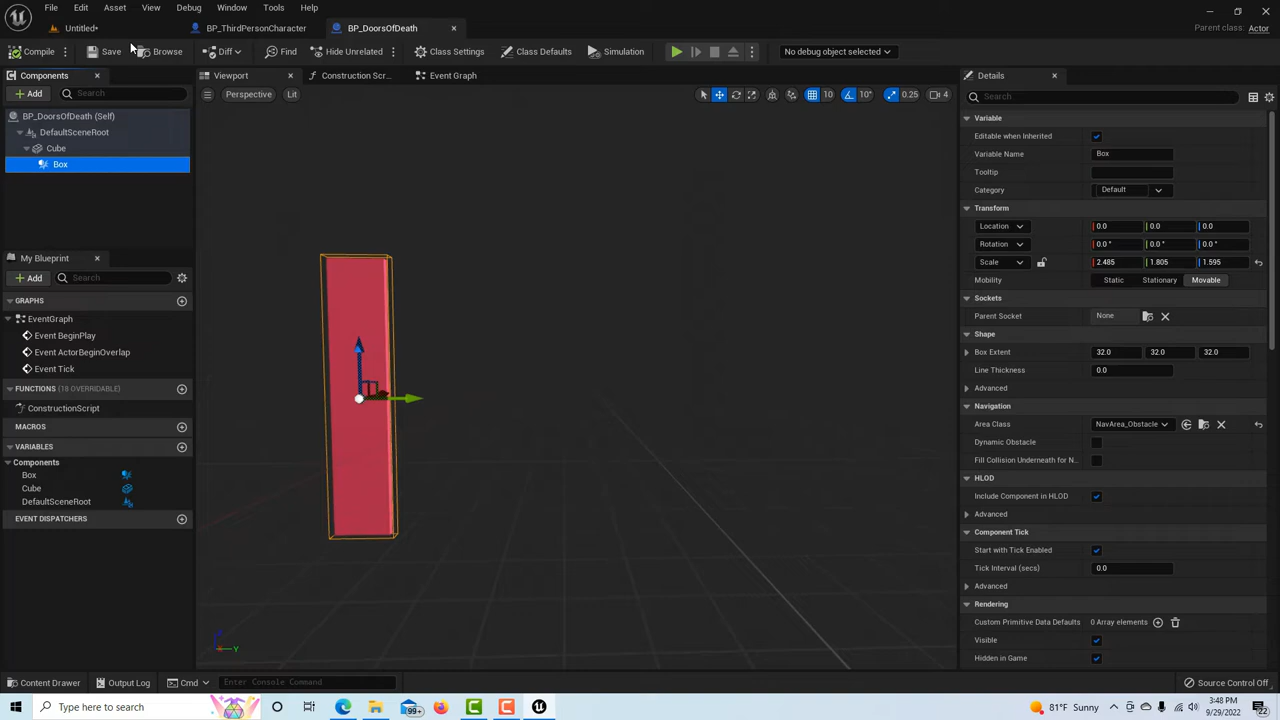 File Edit Asset View Debug Window Tools Help
Untitled* BP_ThirdPersonCharacter BP_DoorsOfDeath
Parent class: Actor
Compile Save Browse Diff Find Hide Unrelated Class Settings Class Defaults Simulation No debug object selected
Components
Add Search
BP_DoorsOfDeath (Self)
DefaultSceneRoot
Cube
Box
My Blueprint
Add Search
GRAPHS
EventGraph
Event BeginPlay
Event ActorBeginOverlap
Event Tick
FUNCTIONS (18 OVERRIDABLE)
ConstructionScript
MACROS
VARIABLES
Components
Box
Cube
DefaultSceneRoot
EVENT DISPATCHERS
Viewport Construction Scr... Event Graph
Perspective Lit 10 10° 0.25 4
Y
Details
Search
Variable
Editable when Inherited
Variable Name Box
Tooltip
Category Default
Transform
Location 0.0 0.0 0.0
Rotation 0.0 ° 0.0 ° 0.0 °
Scale 2.485 1.805 1.595
Mobility Static Stationary Movable
Sockets
Parent Socket None
Shape
Box Extent 32.0 32.0 32.0
Line Thickness 0.0
Advanced
Navigation
Area Class NavArea_Obstacle
Dynamic Obstacle
Fill Collision Underneath for N...
HLOD
Include Component in HLOD
Advanced
Component Tick
Start with Tick Enabled
Tick Interval (secs) 0.0
Advanced
Rendering
Custom Primitive Data Defaults 0 Array elements
Visible
Hidden in Game
Content Drawer Output Log Cmd Enter Console Command Source Control Off
Type here to search 99+ 81°F Sunny 3:48 PM
9/29/2022